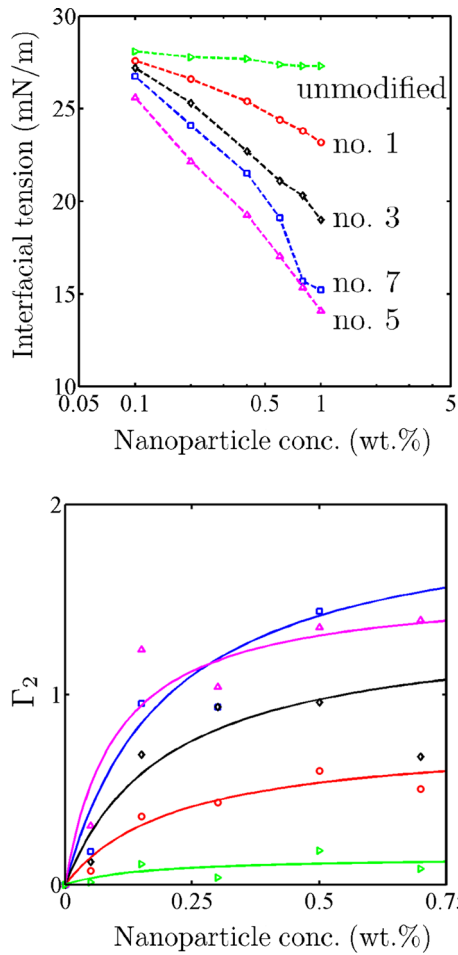 30
25
20
15
10
Interfacial tension (mN/m)
unmodified
no. 1
no. 3
no. 7
no. 5
0.05 0.1 0.5 1 5
Nanoparticle conc. (wt.%)
2
1
0
Γ2
0 0.25 0.5 0.75
Nanoparticle conc. (wt.%)